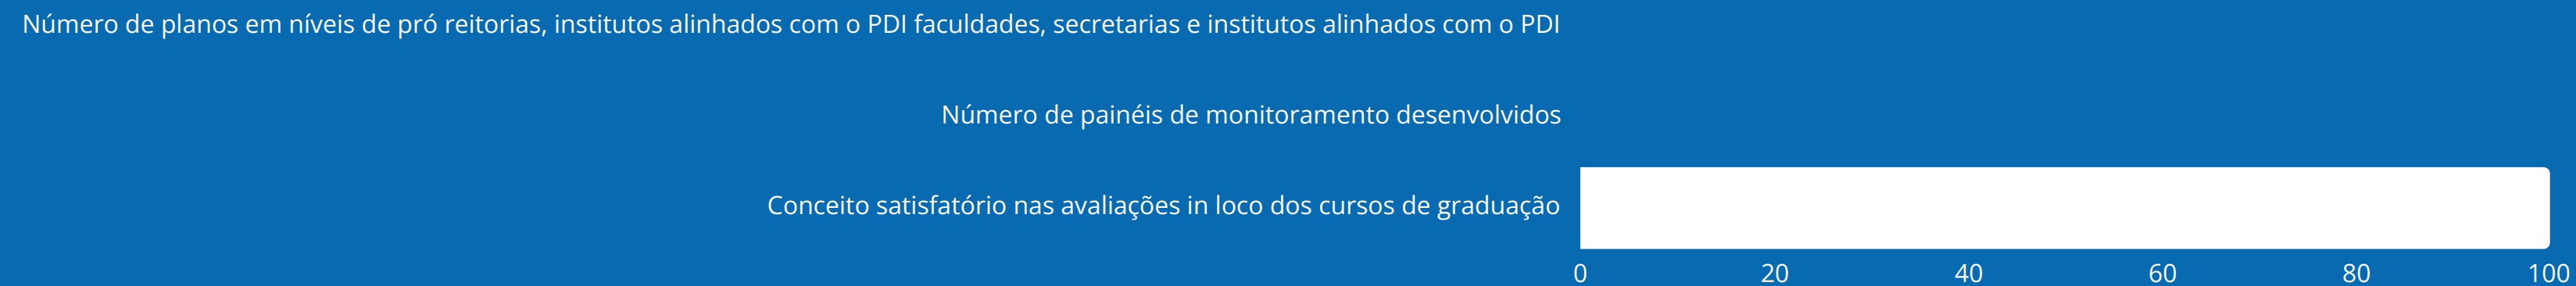 Número de planos em níveis de pró reitorias, institutos alinhados com o PDI faculdades, secretarias e institutos alinhados com o PDI
Número de painéis de monitoramento desenvolvidos
Conceito satisfatório nas avaliações in loco dos cursos de graduação
0 20 40 60 80 100